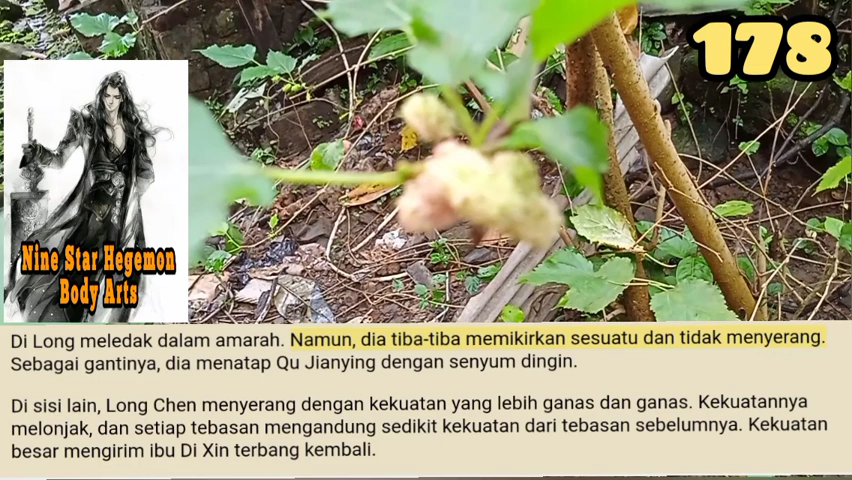 178
Nine Star Hegemon
Body Arts
Di Long meledak dalam amarah. Namun, dia tiba-tiba memikirkan sesuatu dan tidak menyerang.
Sebagai gantinya, dia menatap Qu Jianying dengan senyum dingin.
Di sisi lain, Long Chen menyerang dengan kekuatan yang lebih ganas dan ganas. Kekuatannya
melonjak, dan setiap tebasan mengandung sedikit kekuatan dari tebasan sebelumnya. Kekuatan
besar mengirim ibu Di Xin terbang kembali.